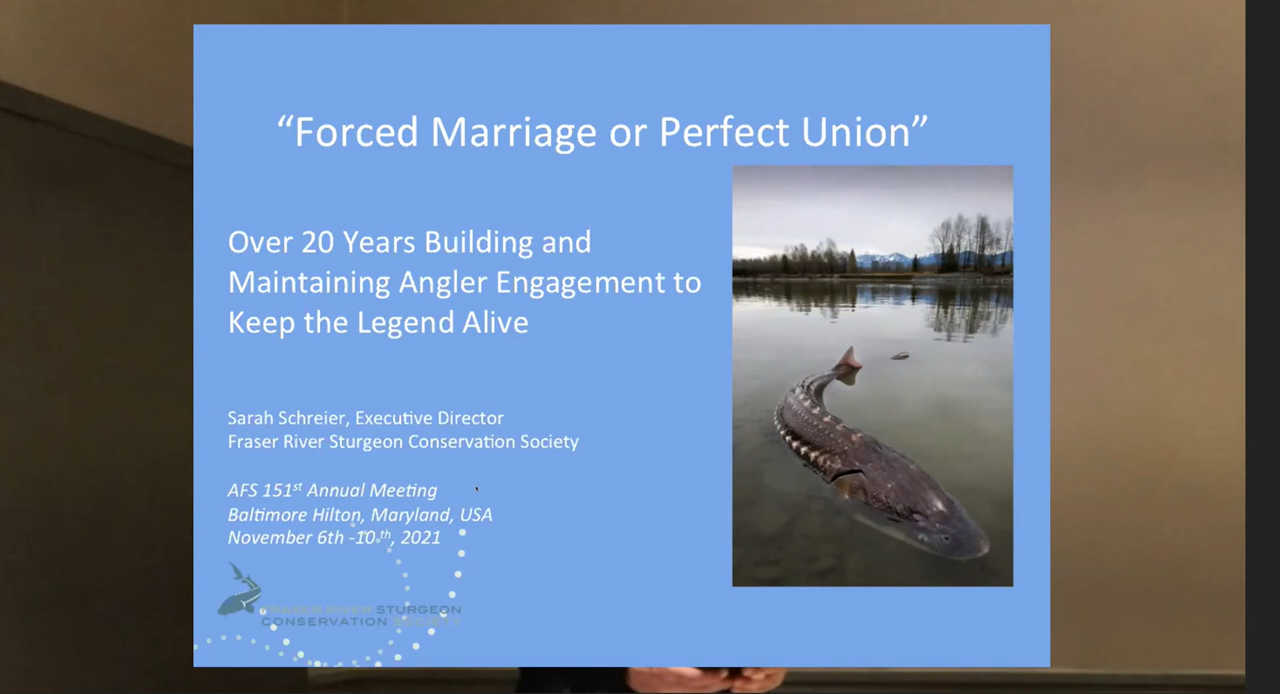 “Forced Marriage or Perfect Union”
Over 20 Years Building and
Maintaining Angler Engagement to
Keep the Legend Alive
Sarah Schreier, Executive Director
Fraser River Sturgeon Conservation Society
AFS 151st Annual Meeting
Baltimore Hilton, Maryland, USA
November 6th -10th, 2021
FRASER RIVER STURGEON
CONSERVATION SOCIETY